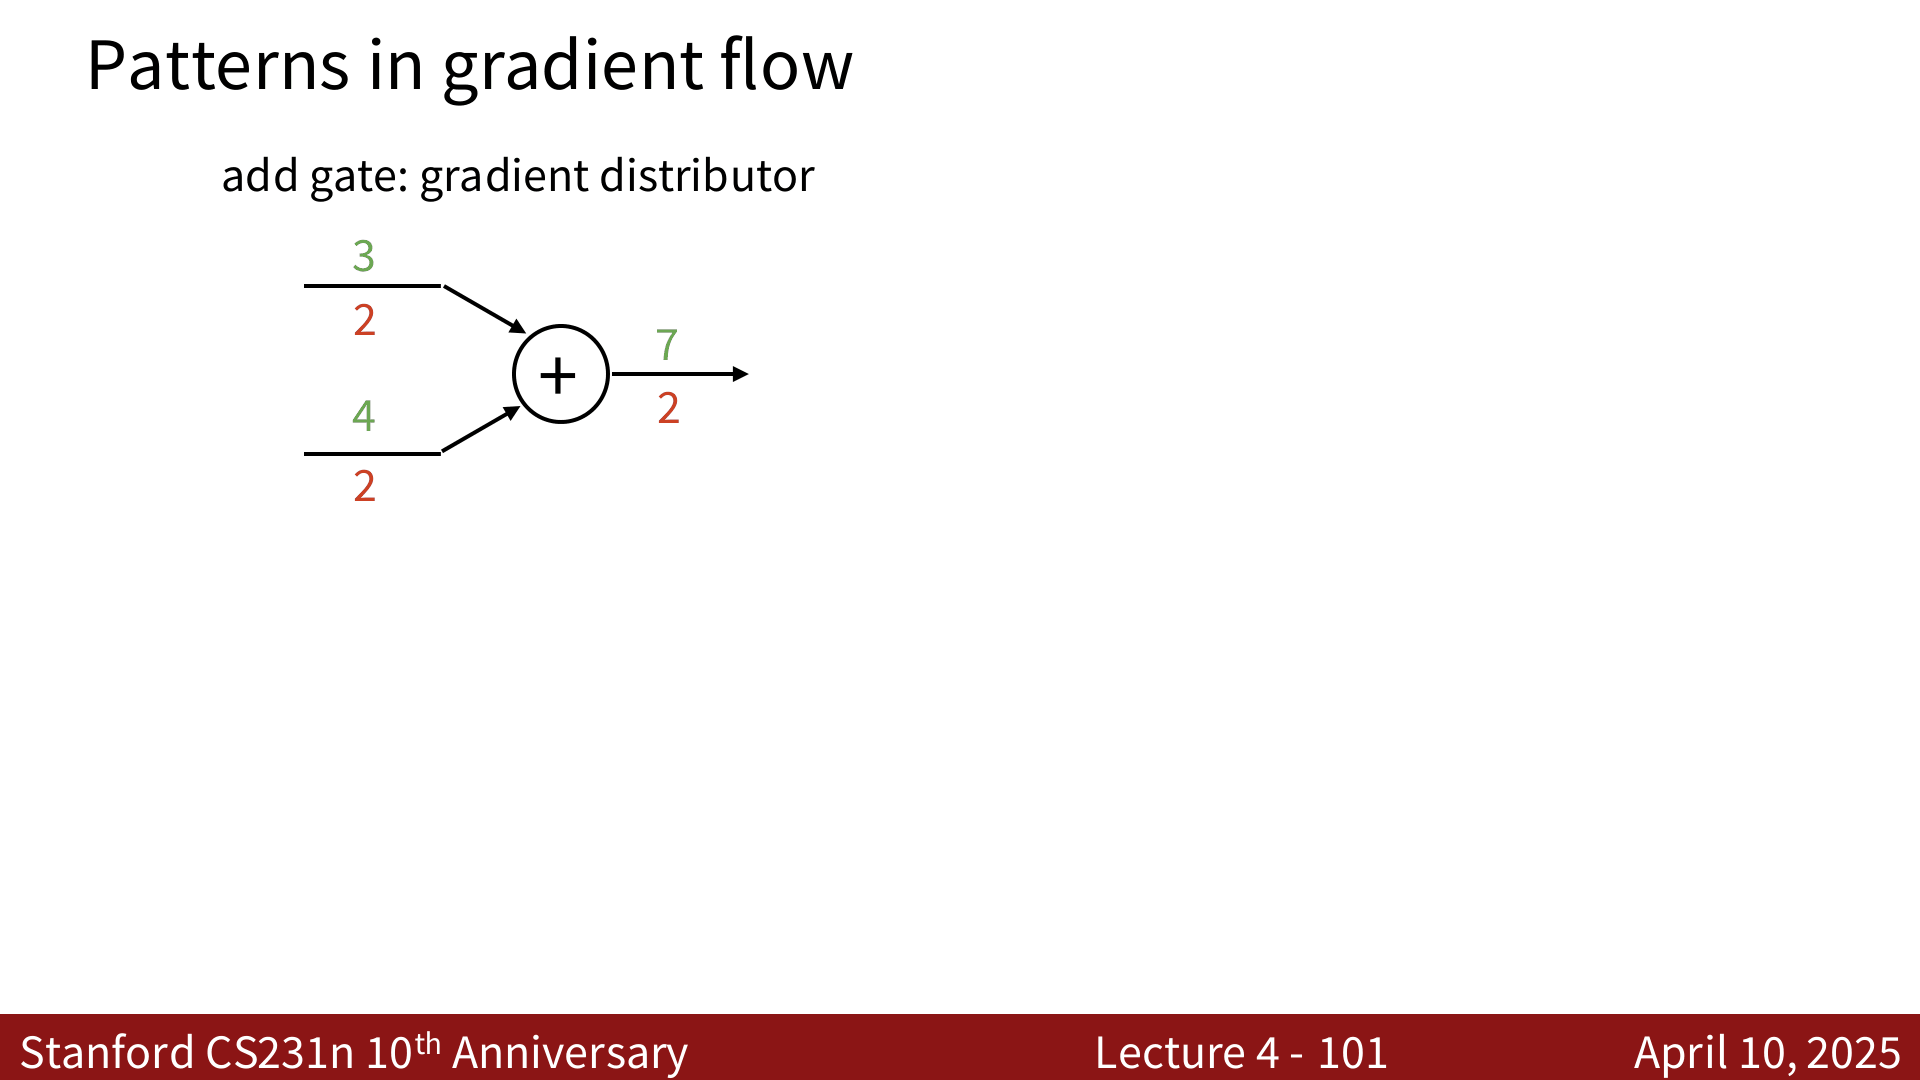 Patterns in gradient flow
add gate: gradient distributor
3
2
4
2
+
7
2
Stanford CS231n 10th Anniversary
Lecture 4 - 101
April 10, 2025